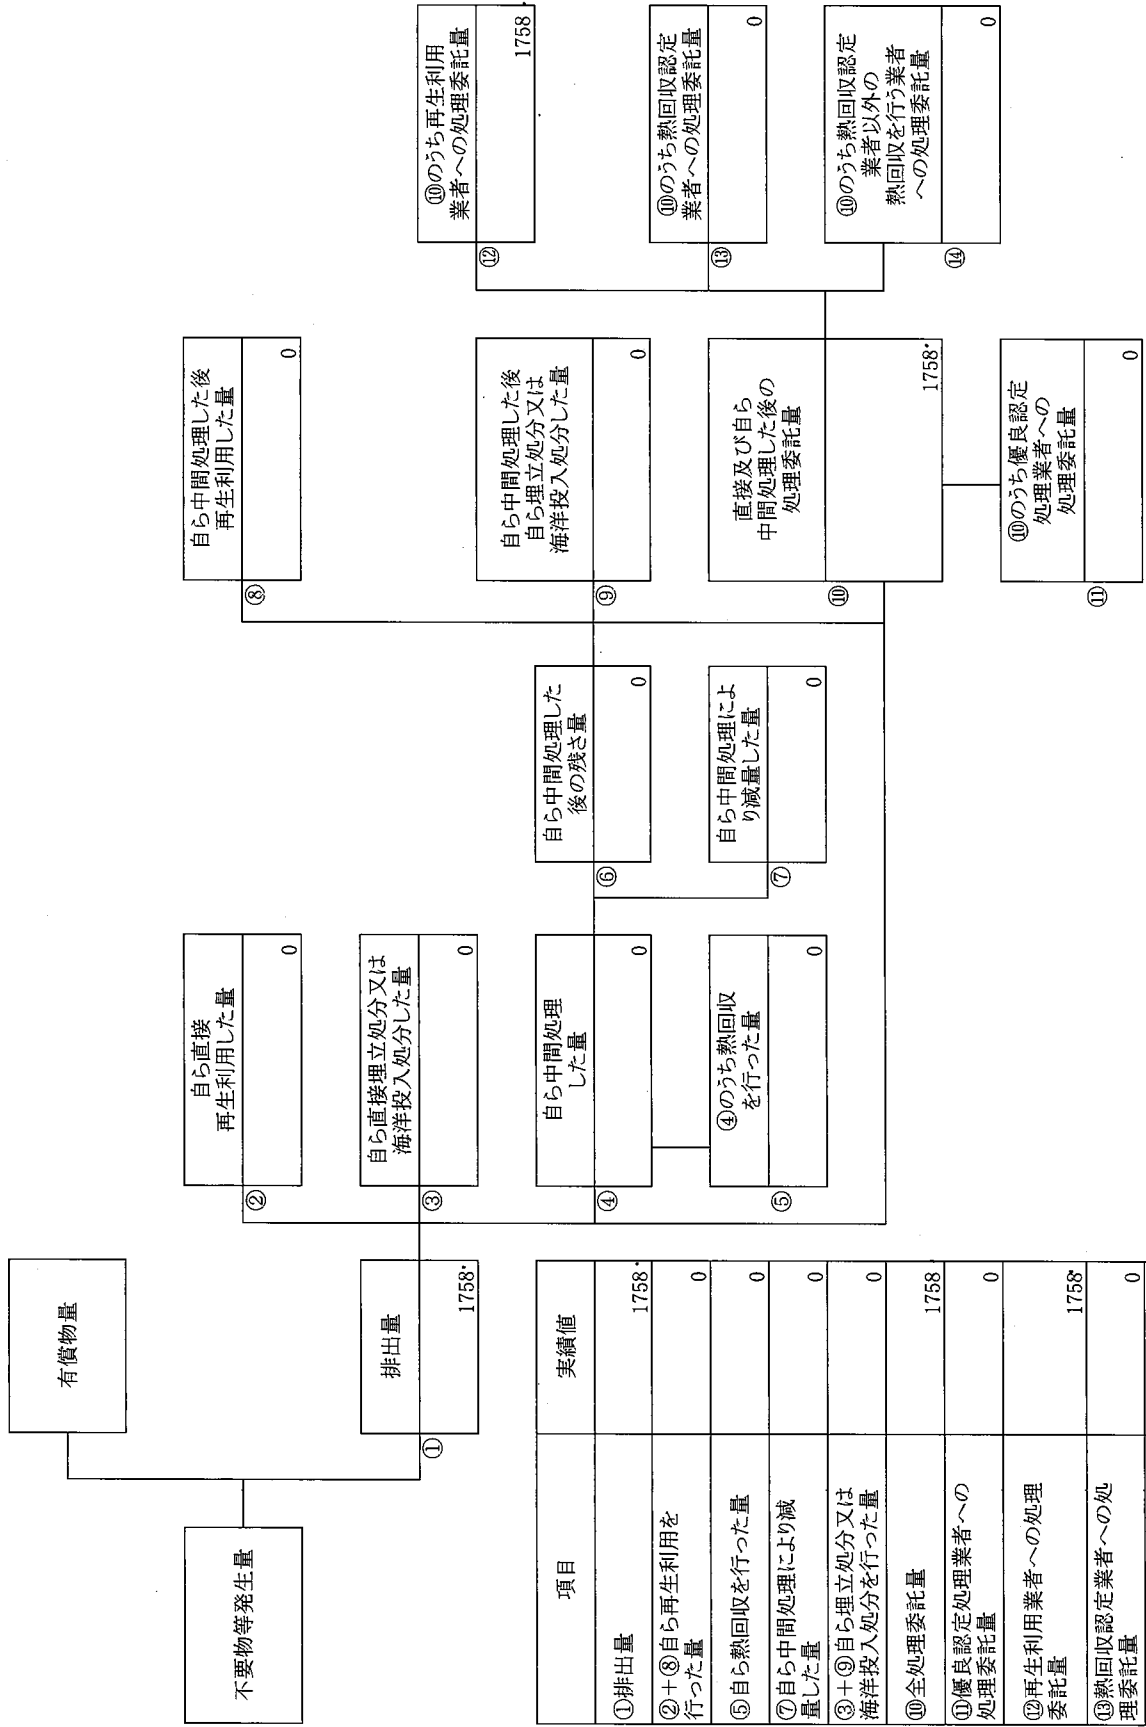 不要物等発生量
有償物量
排出量
①
1758
自ら直接
再生利用した量
②
0
自ら直接埋立処分又は
海洋投入処分した量
③
0
自ら中間処理
した量
④
0
④のうち熱回収
を行った量
⑤
0
自ら中間処理した
後の残さ量
⑥
0
自ら中間処理によ
り減量した量
⑦
0
自ら中間処理した後
再生利用した量
⑧
0
自ら中間処理した後
自ら埋立処分又は
海洋投入処分した量
⑨
0
直接及び自ら
中間処理した後の
処理委託量
⑩
1758
⑩のうち優良認定
処理業者への
処理委託量
⑪
0
⑩のうち再生利用
業者への処理委託量
⑫
1758
⑩のうち熱回収認定
業者への処理委託量
⑬
0
⑩のうち熱回収認定
業者以外の
熱回収を行う業者
への処理委託量
⑭
0
項目 実績値
①排出量 1758
②+⑧自ら再生利用を
行った量 0
⑤自ら熱回収を行った量 0
⑦自ら中間処理により減
量した量 0
③+⑨自ら埋立処分又は
海洋投入処分を行った量 0
⑩全処理委託量 1758
⑪優良認定処理業者への
処理委託量 0
⑫再生利用業者への処理
委託量 1758
⑬熱回収認定業者への処
理委託量 0